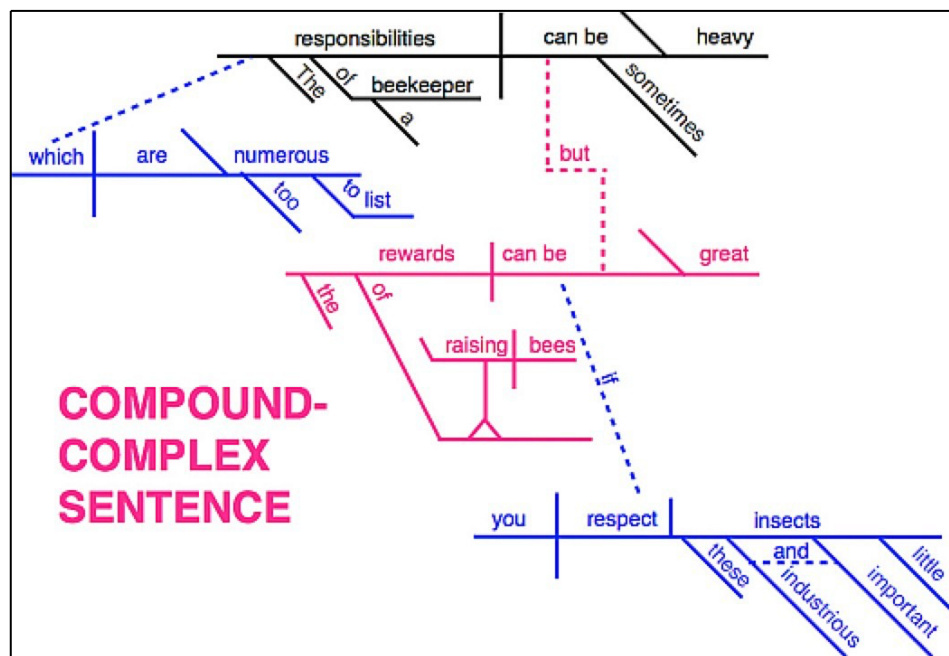 responsibilities can be heavy
The of a beekeeper sometimes
which are numerous
too to list
but
rewards can be great
the of
raising bees
if
COMPOUND-
COMPLEX
SENTENCE
you respect insects
these and little
industrious important